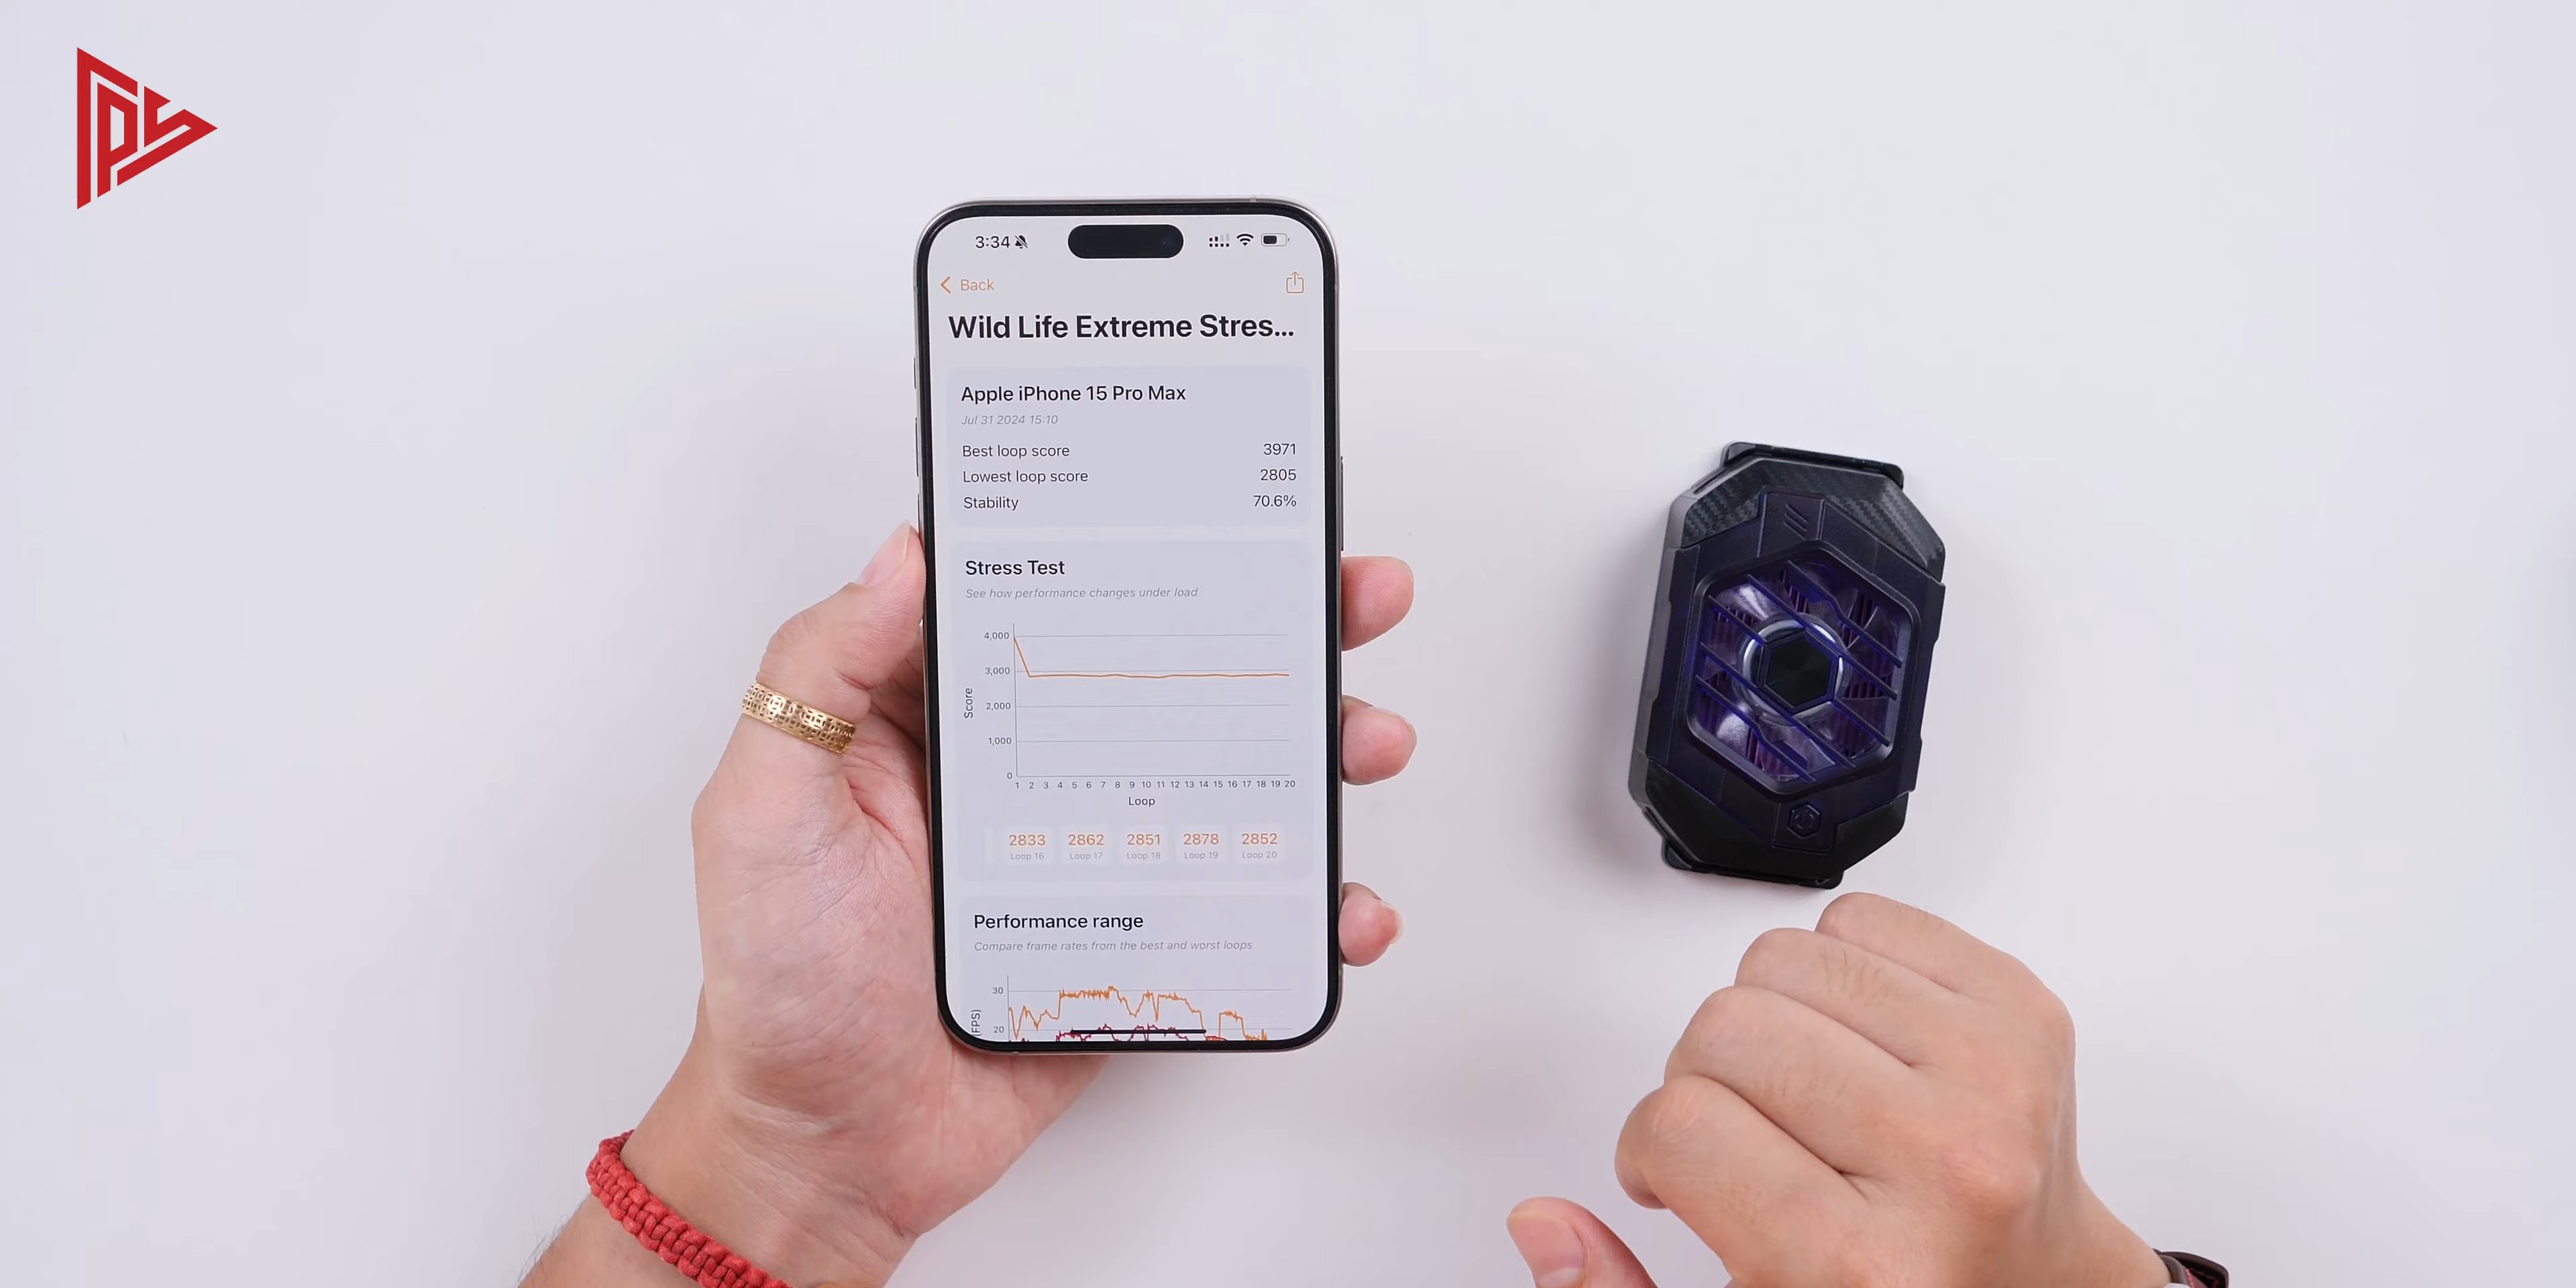 3:34
Back
Wild Life Extreme Stres...
Apple iPhone 15 Pro Max
Jul 31 2024 15:10
Best loop score 3971
Lowest loop score 2805
Stability 70.6%
Stress Test
See how performance changes under load
4,000
3,000
2,000
1,000
0
Score
1 2 3 4 5 6 7 8 9 10 11 12 13 14 15 16 17 18 19 20
Loop
2833 2862 2851 2878 2852
Loop 16 Loop 17 Loop 18 Loop 19 Loop 20
Performance range
Compare frame rates from the best and worst loops
30
20
(FPS)